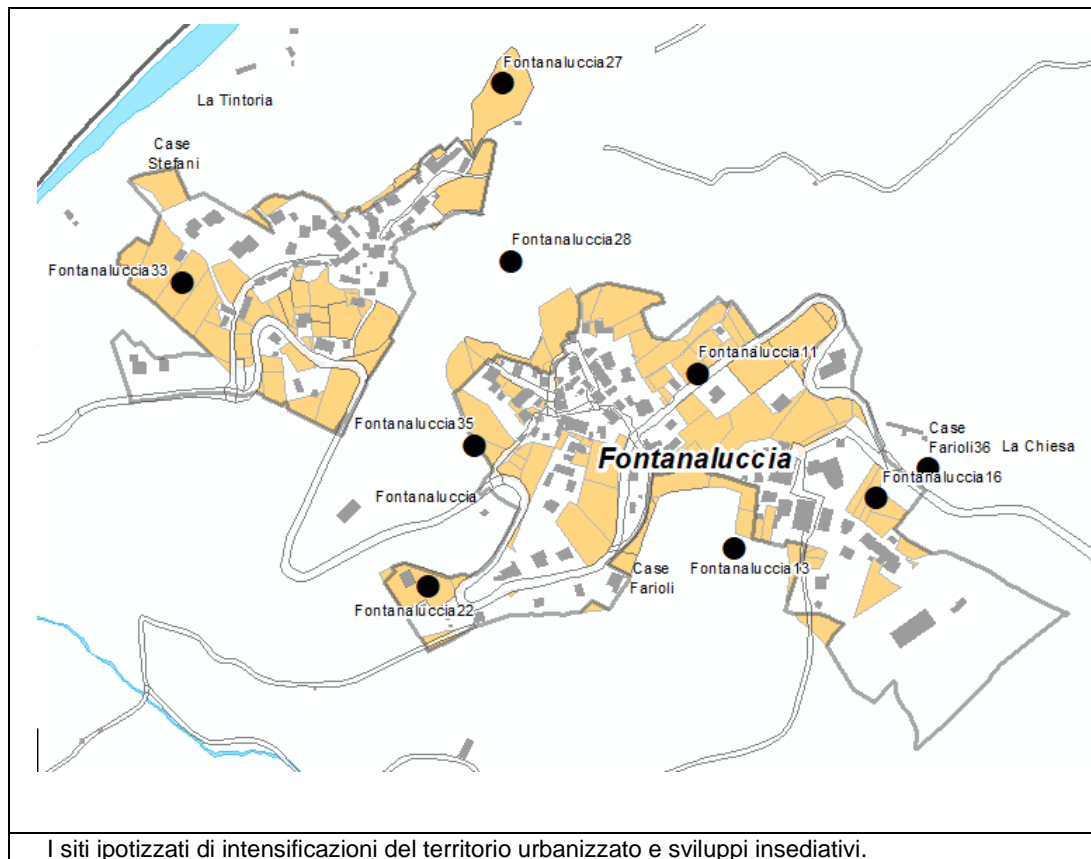 Fontanaluccia27
La Tintoria
Case
Stefani
Fontanaluccia28
Fontanaluccia33
Fontanaluccia11
Fontanaluccia35
Case
Farioli36
La Chiesa
Fontanaluccia
Fontanaluccia16
Fontanaluccia
Case
Farioli
Fontanaluccia13
Fontanaluccia22
I siti ipotizzati di intensificazioni del territorio urbanizzato e sviluppi insediativi.